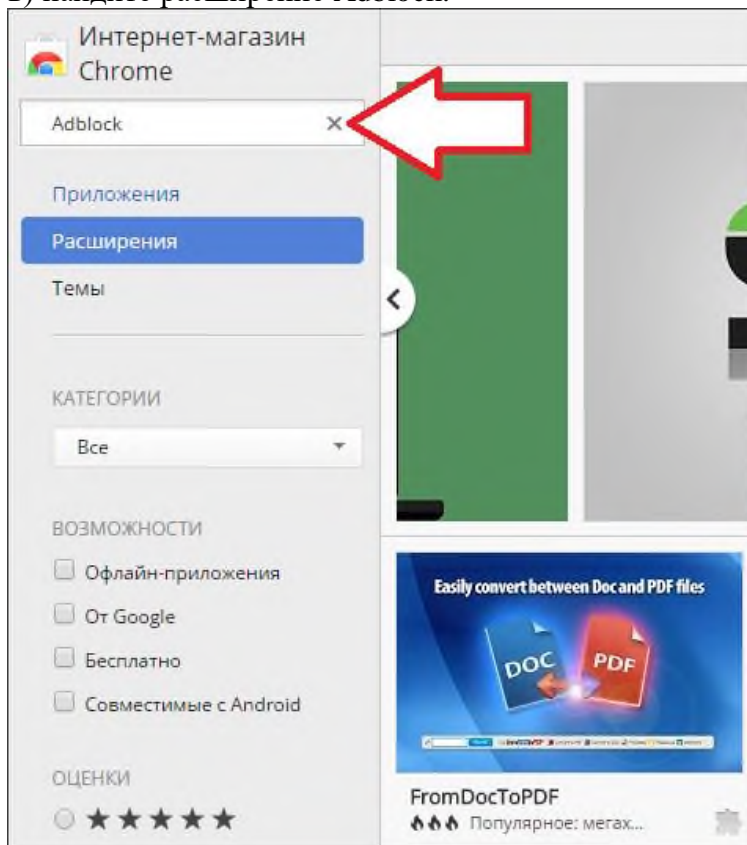 Интернет-магазин
Chrome
Adblock
Приложения
Расширения
Темы
КАТЕГОРИИ
Все
ВОЗМОЖНОСТИ
Офлайн-приложения
От Google
Бесплатно
Совместимые с Android
ОЦЕНКИ
Easily convert between Doc and PDF files
DOC
PDF
FromDocToPDF
Популярное: мегах...